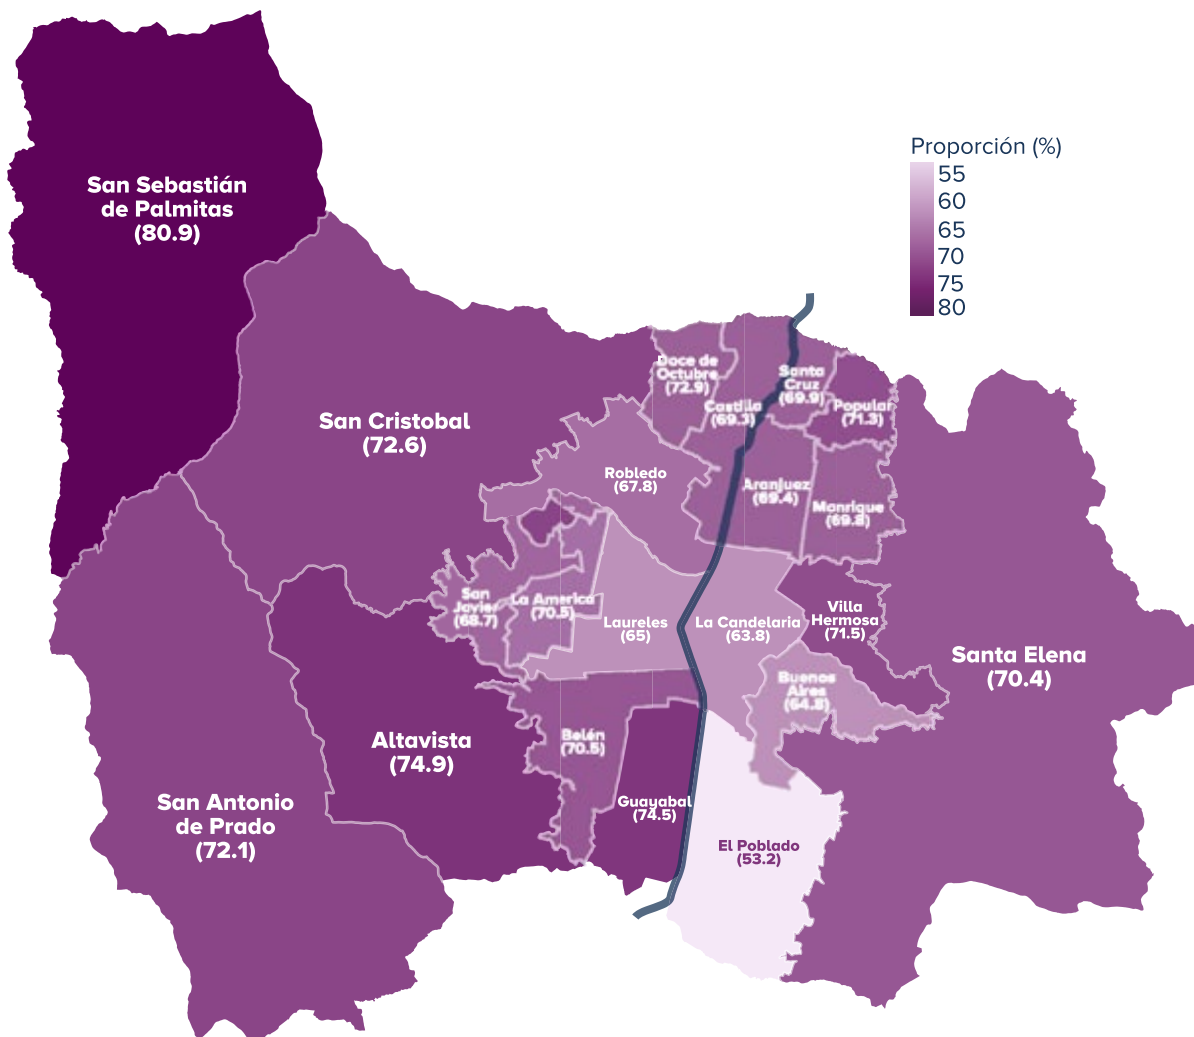 Proporción (%)
55
60
65
70
75
80
San Sebastián
de Palmitas
(80.9)
San Cristobal
(72.6)
Doce de
Octubre
(72.9)
Castilla
(69.3)
Santa
Cruz
(69.9)
Popular
(71.3)
Robledo
(67.8)
Aranjuez
(69.4)
Manrique
(69.8)
San
Javier
(68.7)
La America
(70.5)
Laureles
(65)
La Candelaria
(63.8)
Villa
Hermosa
(71.5)
Santa Elena
(70.4)
Buenos
Aires
(64.8)
Altavista
(74.9)
Belén
(70.5)
San Antonio
de Prado
(72.1)
Guayabal
(74.5)
El Poblado
(53.2)